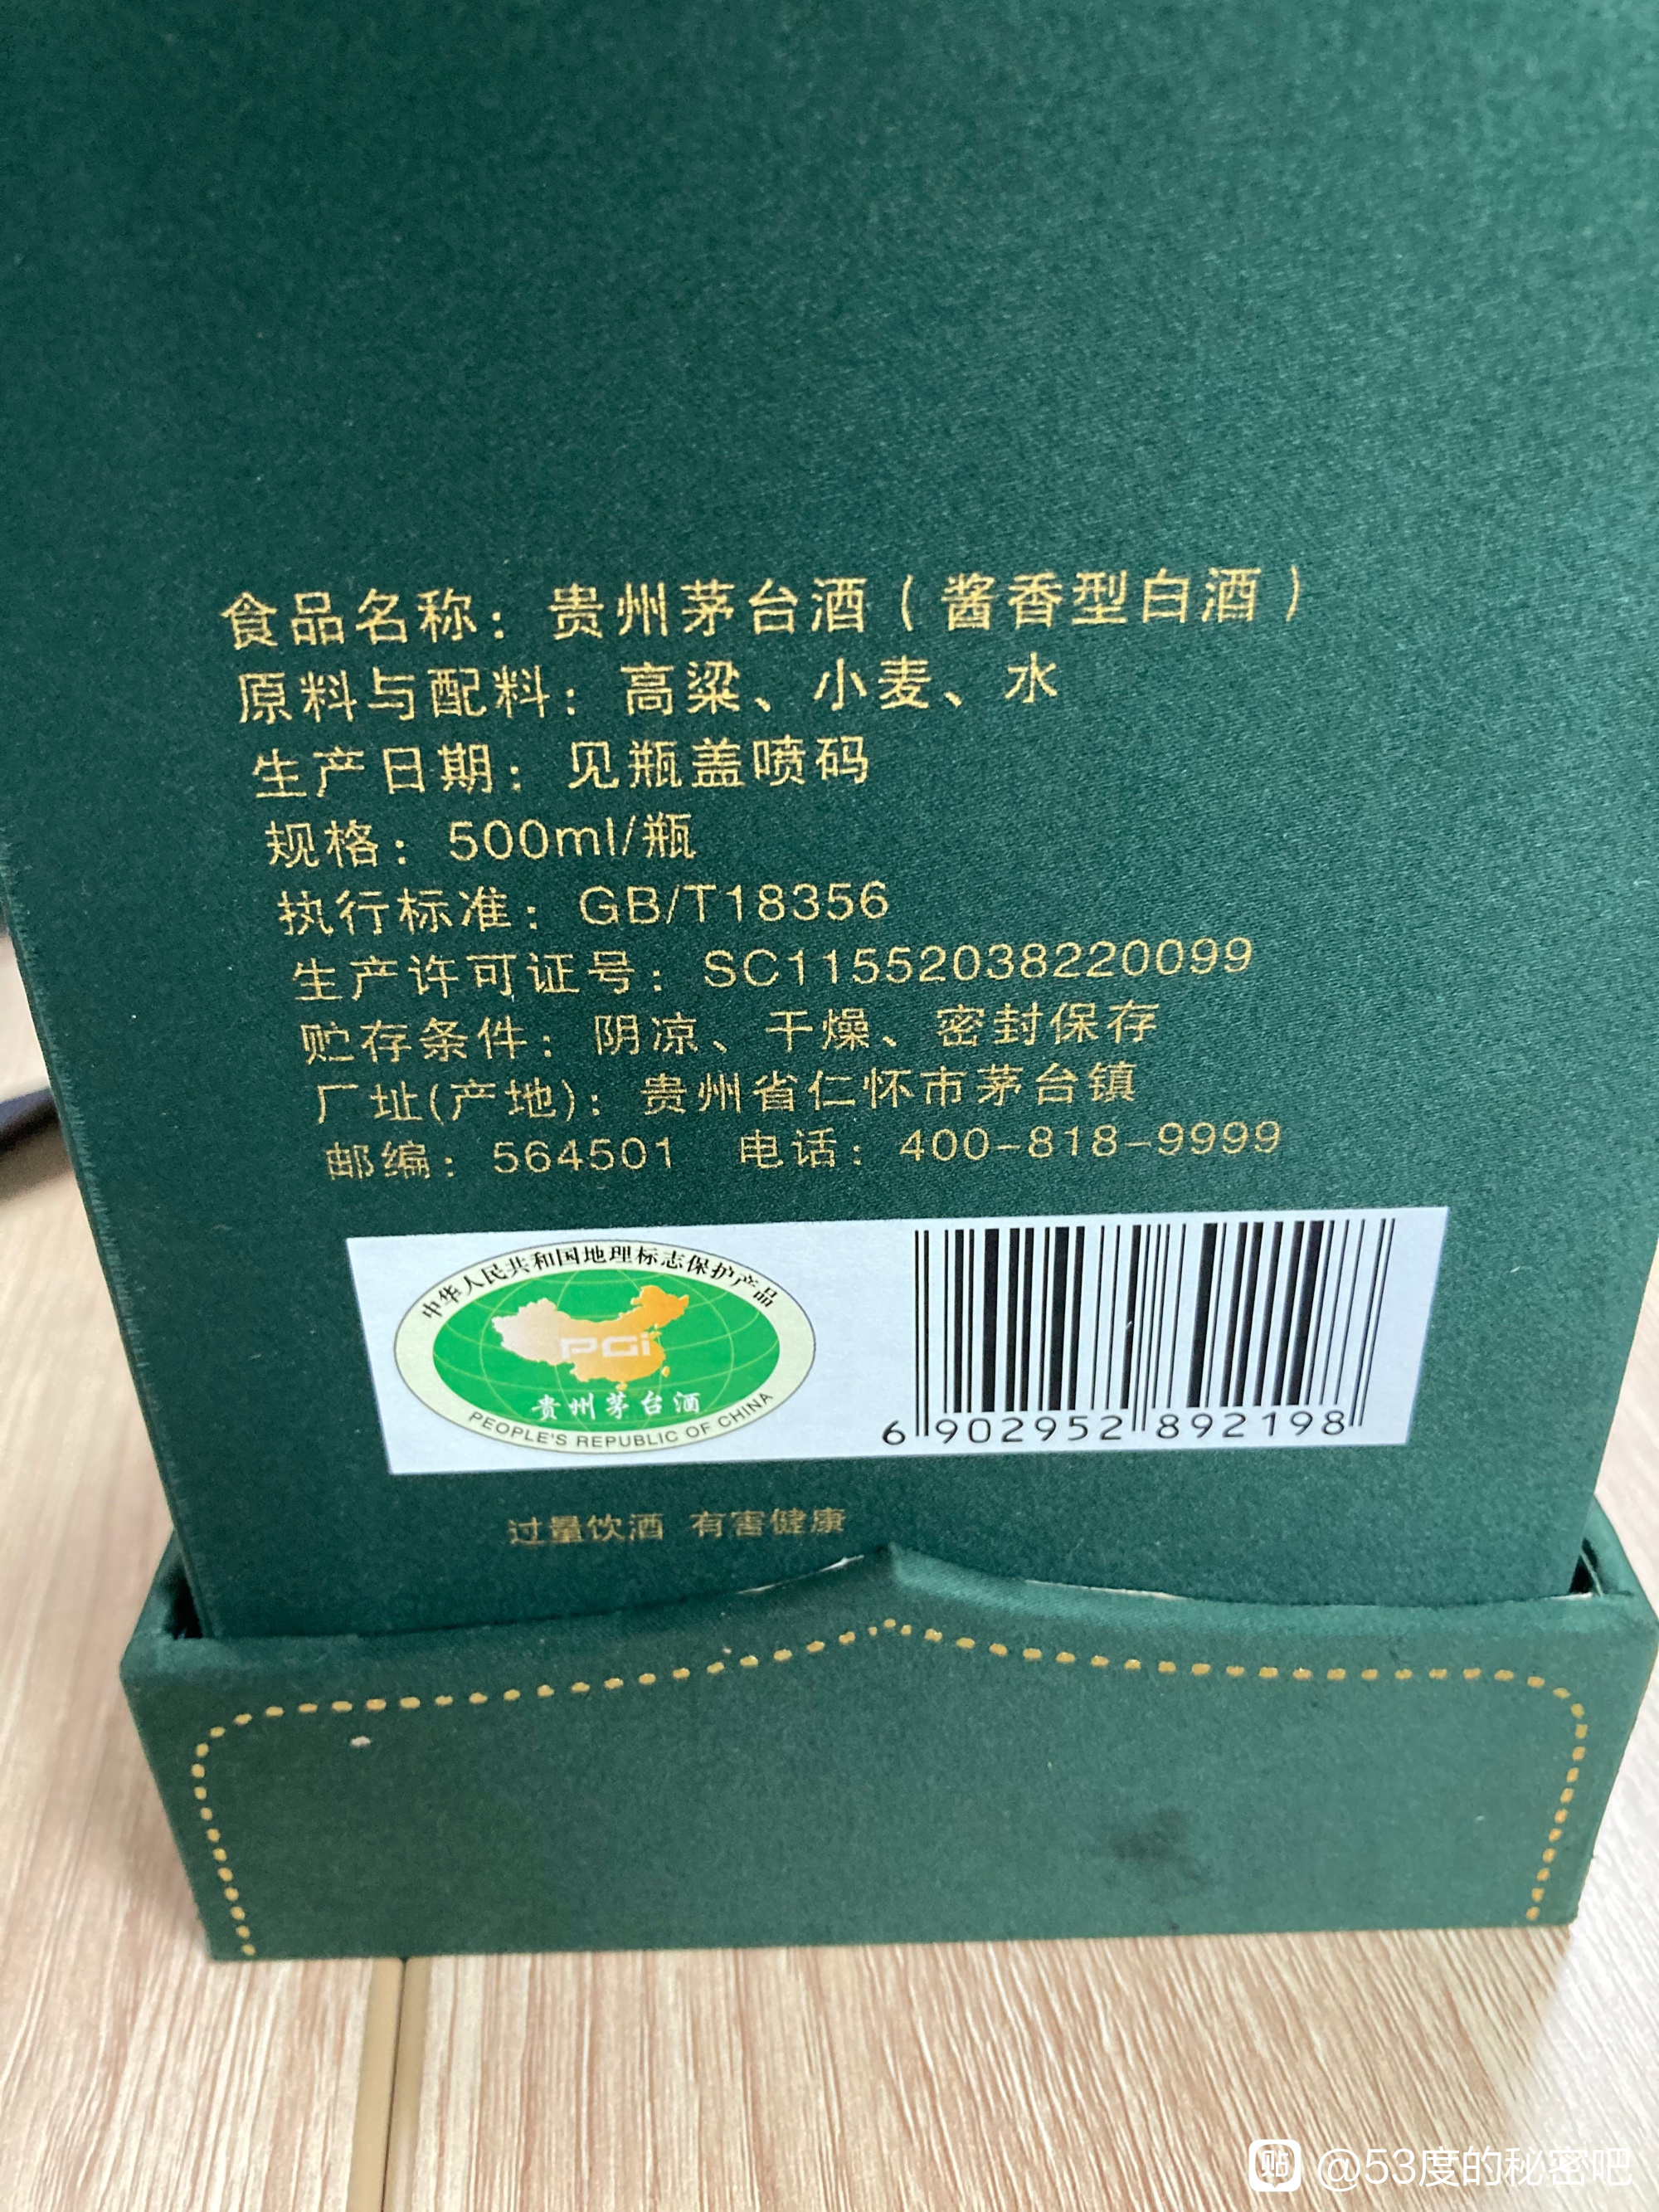 食品名称：贵州茅台酒（酱香型白酒）
原料与配料：高粱、小麦、水
生产日期：见瓶盖喷码
规格：500ml/瓶
执行标准：GB/T18356
生产许可证号：SC11552038220099
贮存条件：阴凉、干燥、密封保存
厂址(产地)：贵州省仁怀市茅台镇
邮编：564501 电话：400-818-9999
中华人民共和国地理标志保护产品
PGi
贵州茅台酒
PEOPLE'S REPUBLIC OF CHINA
6 902952 892198
过量饮酒 有害健康
贴 @53度的秘密吧